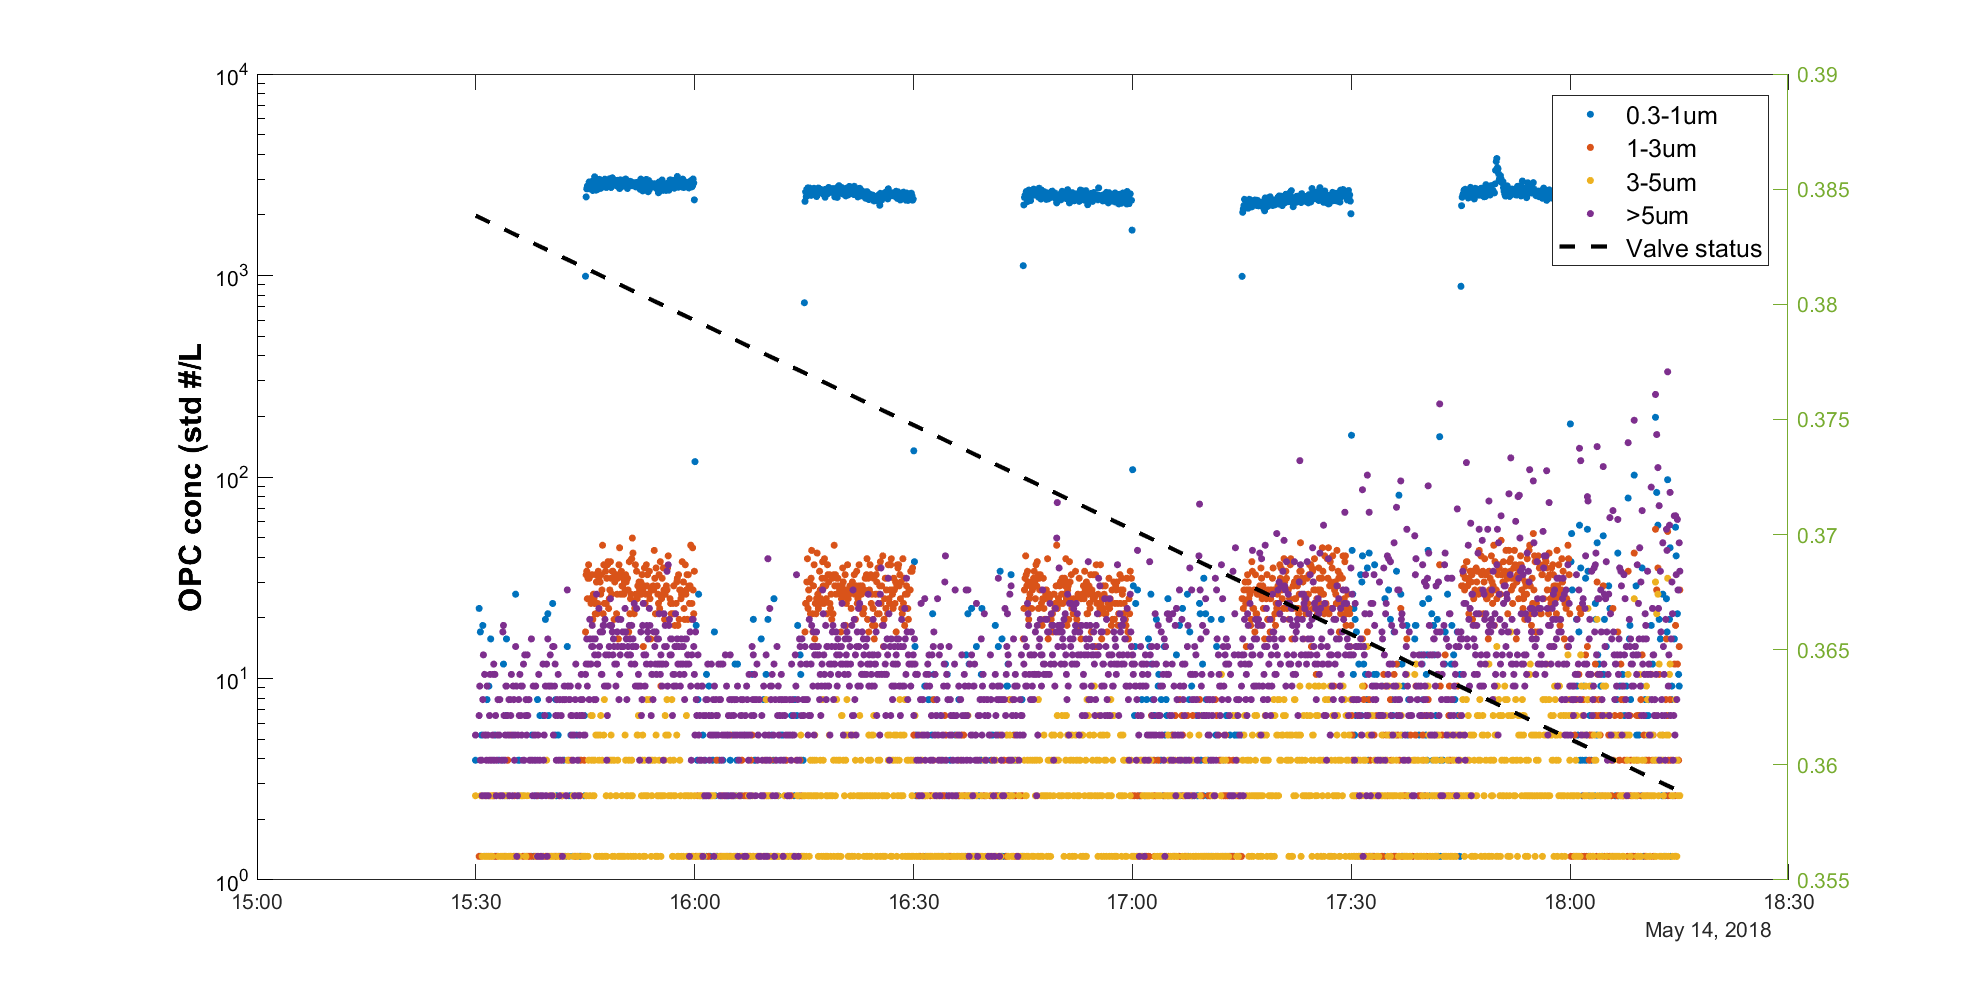 10^4
10^3
10^2
10^1
10^0
OPC conc (std #/L
0.39
0.385
0.38
0.375
0.37
0.365
0.36
0.355
0.3-1um
1-3um
3-5um
>5um
Valve status
15:00 15:30 16:00 16:30 17:00 17:30 18:00 18:30
May 14, 2018